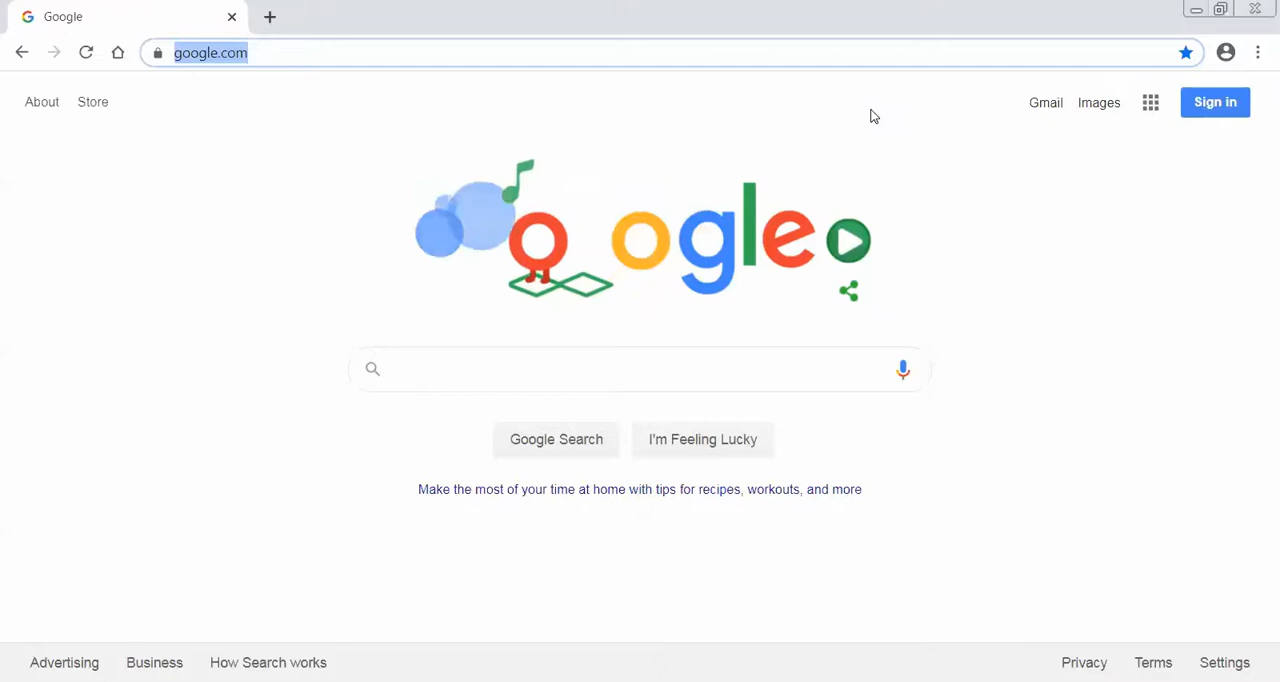 Google
google.com
About Store
Gmail Images Sign in
oogle
Google Search I'm Feeling Lucky
Make the most of your time at home with tips for recipes, workouts, and more
Advertising Business How Search works
Privacy Terms Settings